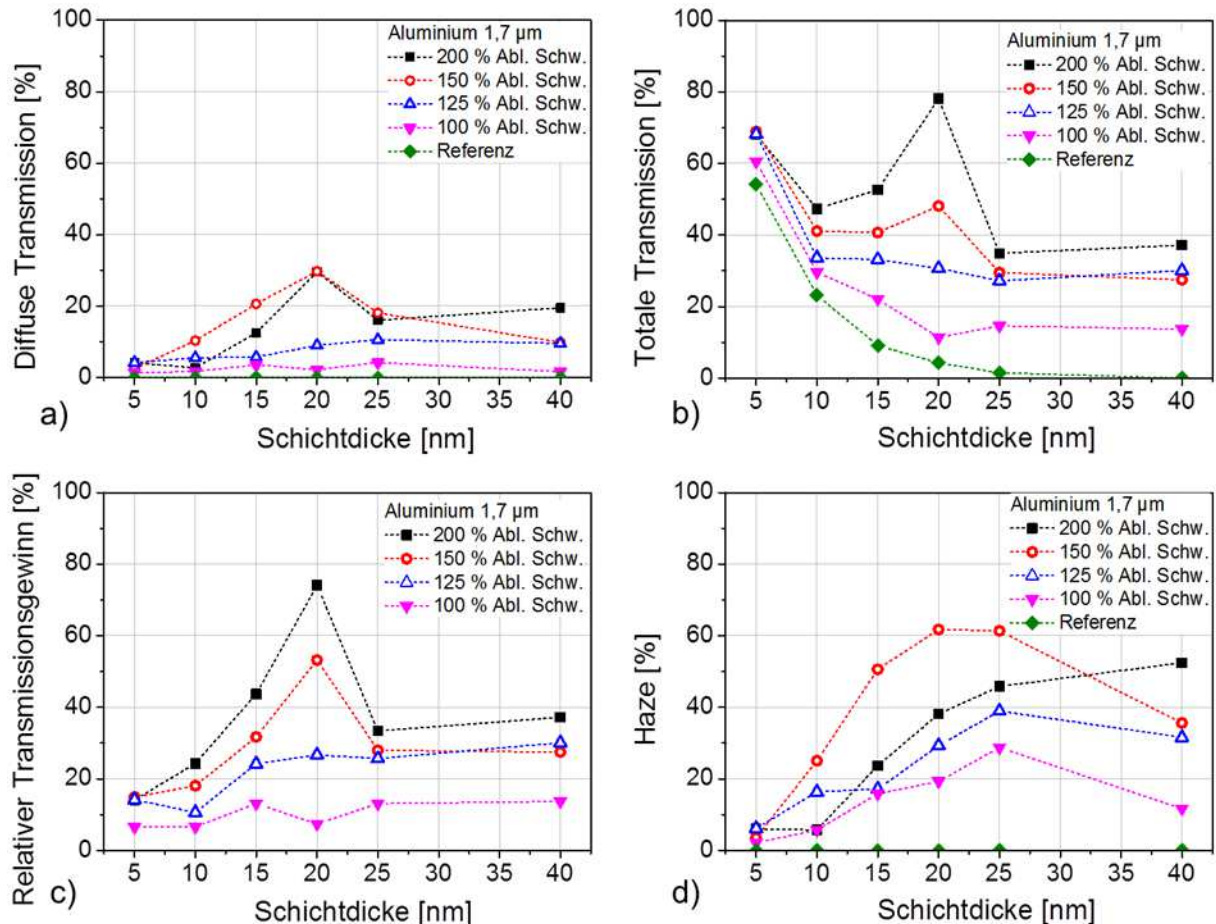 Diffuse Transmission [%]
100
80
60
40
20
0
Aluminium 1,7 µm
200 % Abl. Schw.
150 % Abl. Schw.
125 % Abl. Schw.
100 % Abl. Schw.
Referenz
5 10 15 20 25 30 35 40
a)
Schichtdicke [nm]
Totale Transmission [%]
100
80
60
40
20
0
Aluminium 1,7 µm
200 % Abl. Schw.
150 % Abl. Schw.
125 % Abl. Schw.
100 % Abl. Schw.
Referenz
5 10 15 20 25 30 35 40
b)
Schichtdicke [nm]
Relativer Transmissionsgewinn [%]
100
80
60
40
20
0
Aluminium 1,7 µm
200 % Abl. Schw.
150 % Abl. Schw.
125 % Abl. Schw.
100 % Abl. Schw.
5 10 15 20 25 30 35 40
c)
Schichtdicke [nm]
Haze [%]
100
80
60
40
20
0
Aluminium 1,7 µm
200 % Abl. Schw.
150 % Abl. Schw.
125 % Abl. Schw.
100 % Abl. Schw.
Referenz
5 10 15 20 25 30 35 40
d)
Schichtdicke [nm]